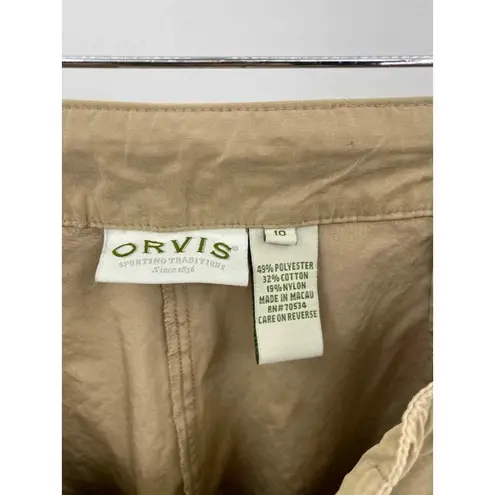 ORVIS®
SPORTING TRADITIONS
Since 1856
10
49% POLYESTER
32% COTTON
19% NYLON
MADE IN MACAU
RN# 70534
CARE ON REVERSE